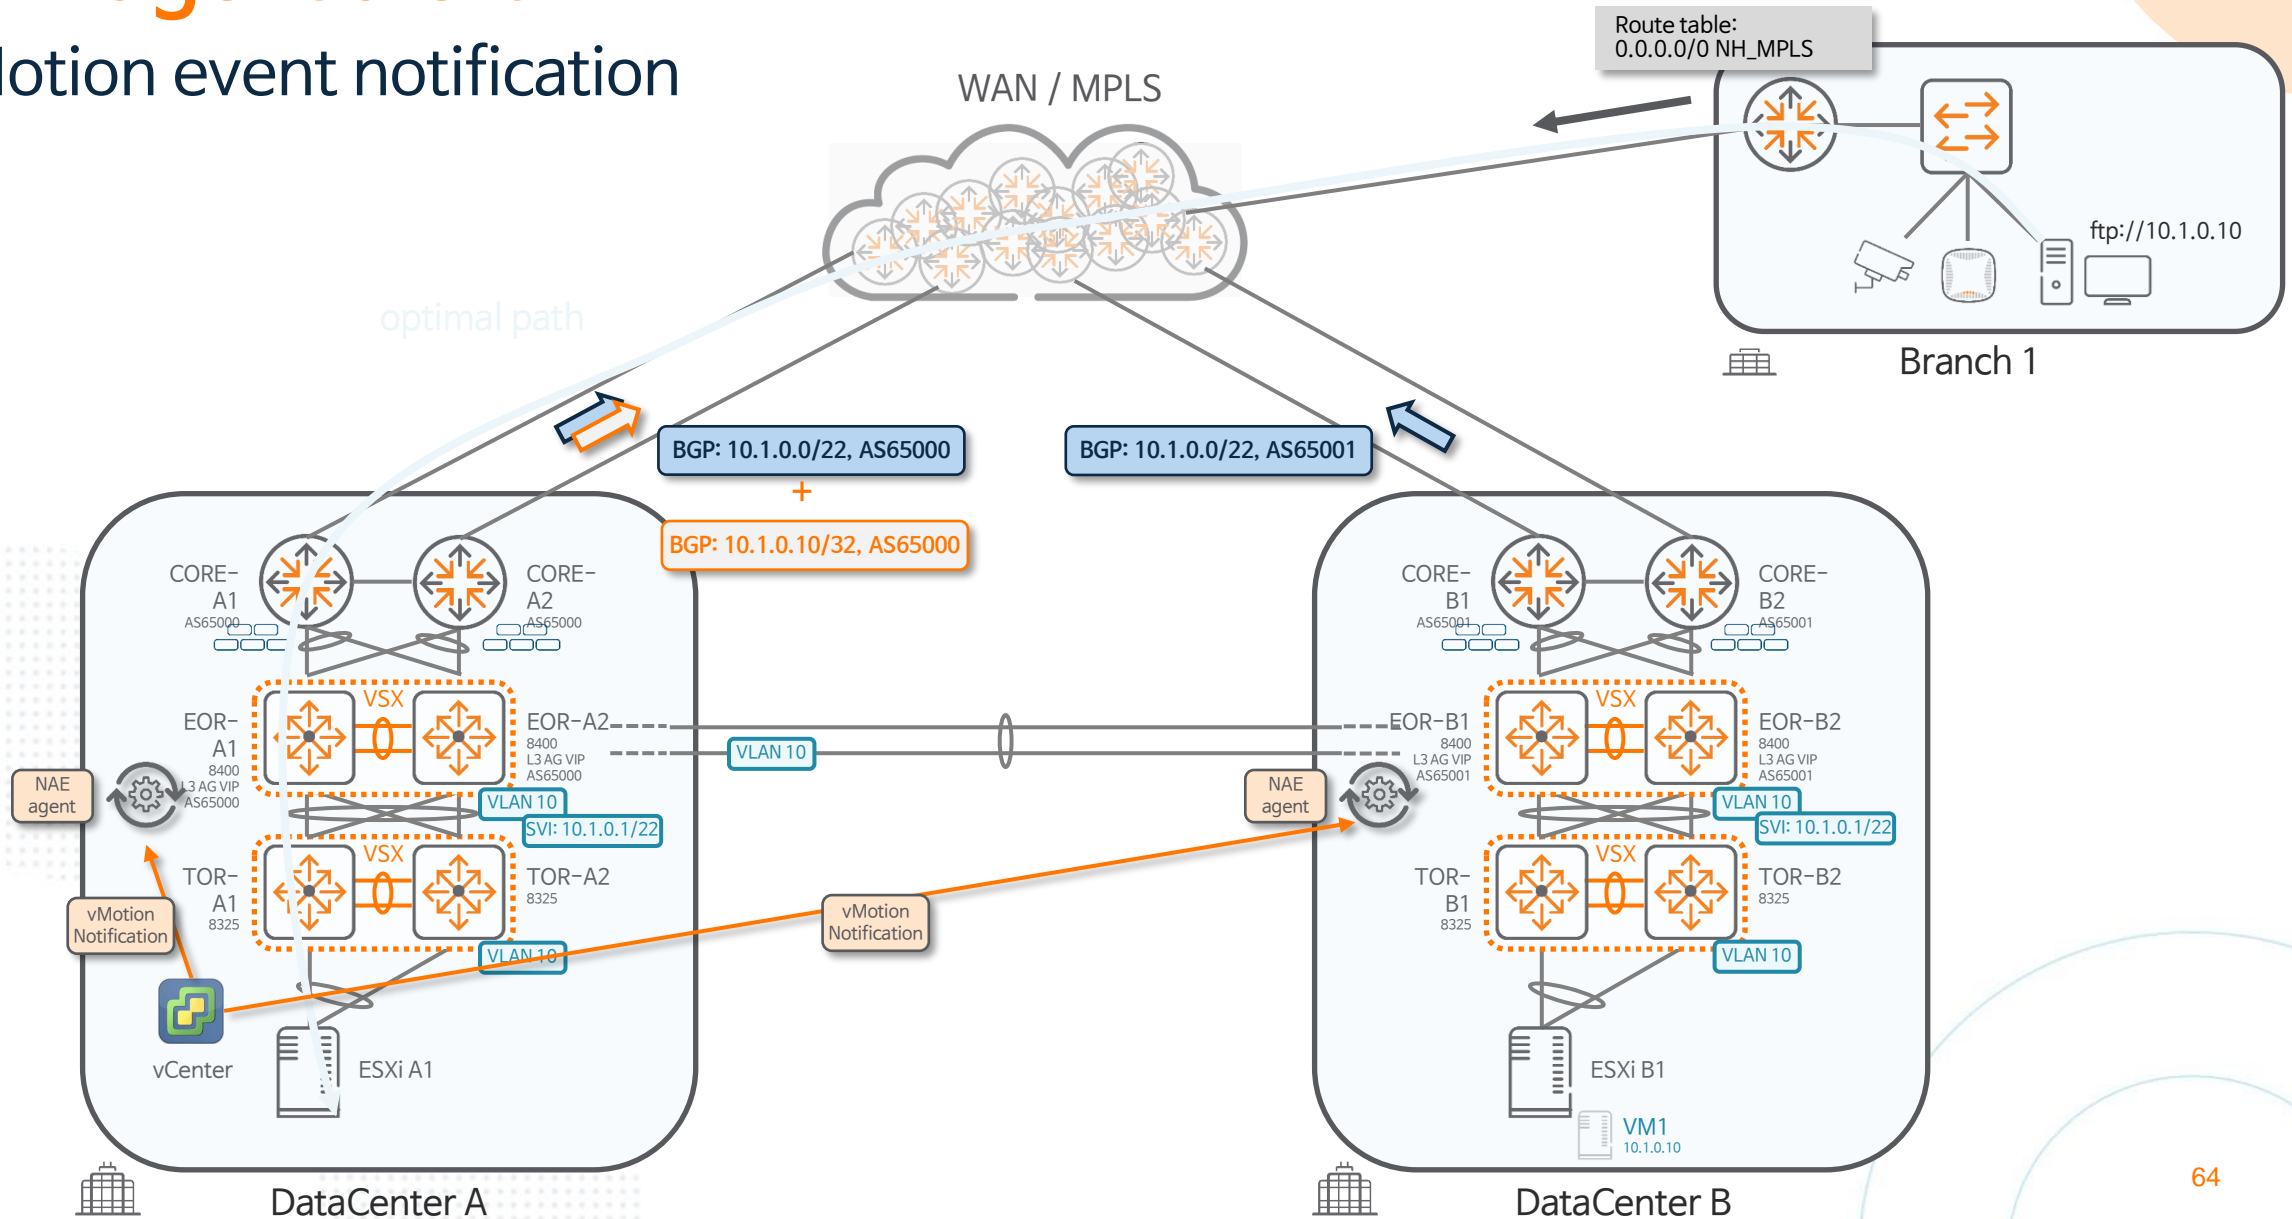 Motion event notification
Route table:
0.0.0.0/0 NH_MPLS
WAN / MPLS
ftp://10.1.0.10
optimal path
Branch 1
BGP: 10.1.0.0/22, AS65000
+
BGP: 10.1.0.10/32, AS65000
BGP: 10.1.0.0/22, AS65001
CORE-
A1
AS65000
CORE-
A2
AS65000
CORE-
B1
AS65001
CORE-
B2
AS65001
VSX
EOR-
A1
8400
L3 AG VIP
AS65000
EOR-A2
8400
L3 AG VIP
AS65000
VLAN 10
EOR-B1
8400
L3 AG VIP
AS65001
VSX
EOR-B2
8400
L3 AG VIP
AS65001
NAE
agent
VLAN 10
SVI: 10.1.0.1/22
NAE
agent
VLAN 10
SVI: 10.1.0.1/22
VSX
TOR-
A1
8325
TOR-A2
8325
VLAN 10
VSX
TOR-
B1
8325
TOR-B2
8325
VLAN 10
vMotion
Notification
vMotion
Notification
vCenter
ESXi A1
ESXi B1
VM1
10.1.0.10
DataCenter A
DataCenter B
64